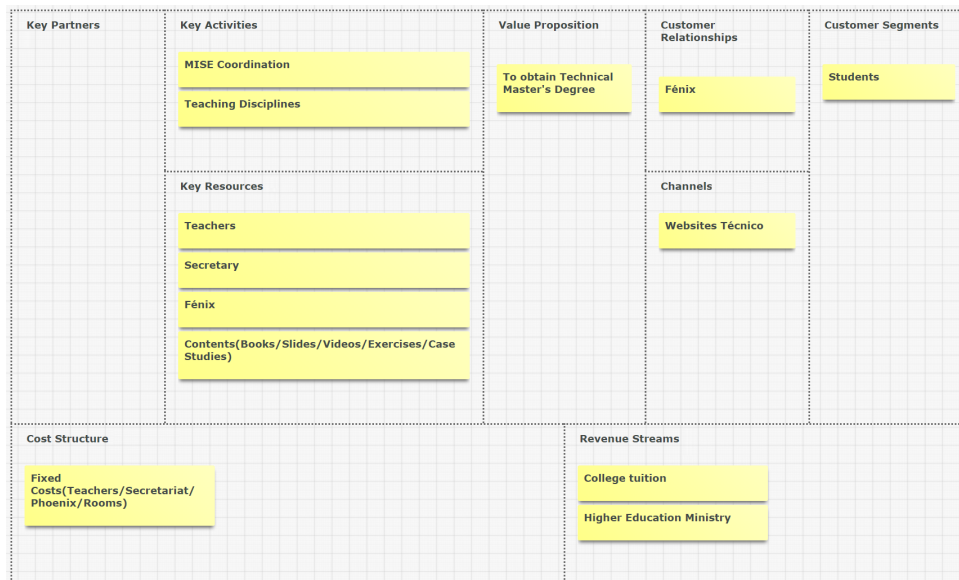 Key Partners
Key Activities
MISE Coordination
Teaching Disciplines
Key Resources
Teachers
Secretary
Fénix
Contents(Books/Slides/Videos/Exercises/Case
Studies)
Value Proposition
To obtain Technical
Master's Degree
Customer
Relationships
Fénix
Channels
Websites Técnico
Customer Segments
Students
Cost Structure
Fixed
Costs(Teachers/Secretariat/
Phoenix/Rooms)
Revenue Streams
College tuition
Higher Education Ministry